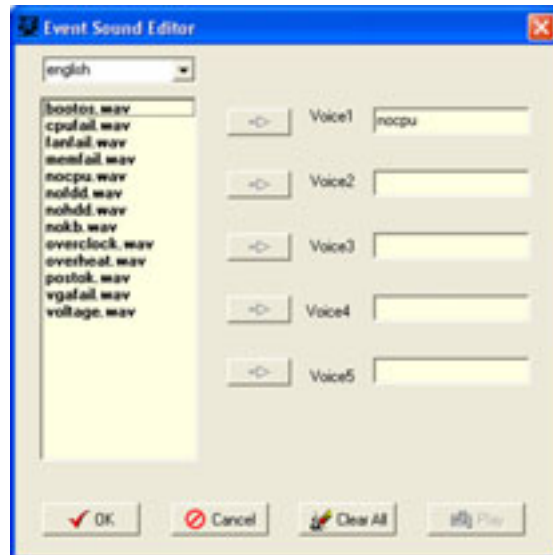 Event Sound Editor
english
bootos.wav
cpufail.wav
fanfail.wav
memfail.wav
nocpu.wav
nofdd.wav
nohdd.wav
nokb.wav
overclock.wav
overheat.wav
postok.wav
vgafail.wav
voltage.wav
Voice1
nocpu
Voice2
Voice3
Voice4
Voice5
OK
Cancel
Clear All
Play